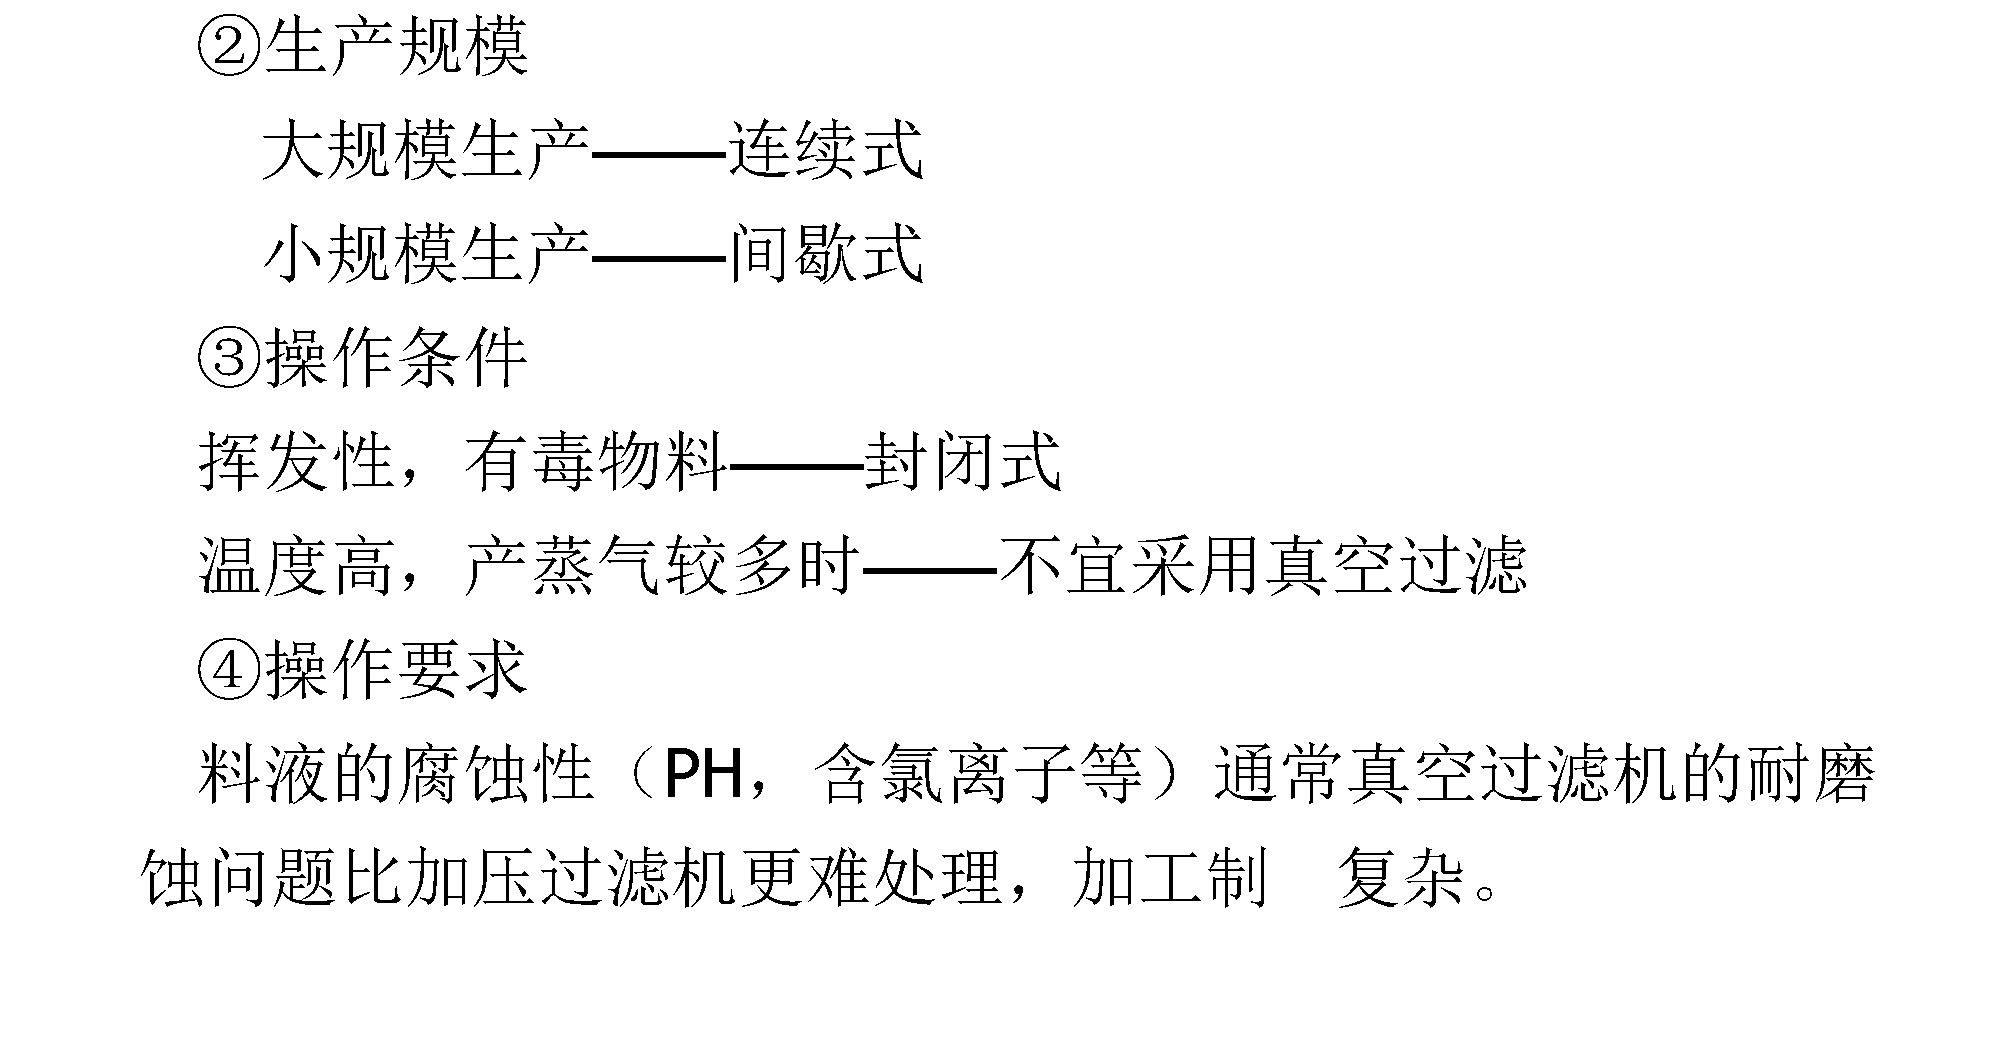 ②生产规模
大规模生产——连续式
小规模生产——间歇式
③操作条件
挥发性，有毒物料——封闭式
温度高，产蒸气较多时——不宜采用真空过滤
④操作要求
料液的腐蚀性（PH，含氯离子等）通常真空过滤机的耐磨
蚀问题比加压过滤机更难处理，加工制　复杂。